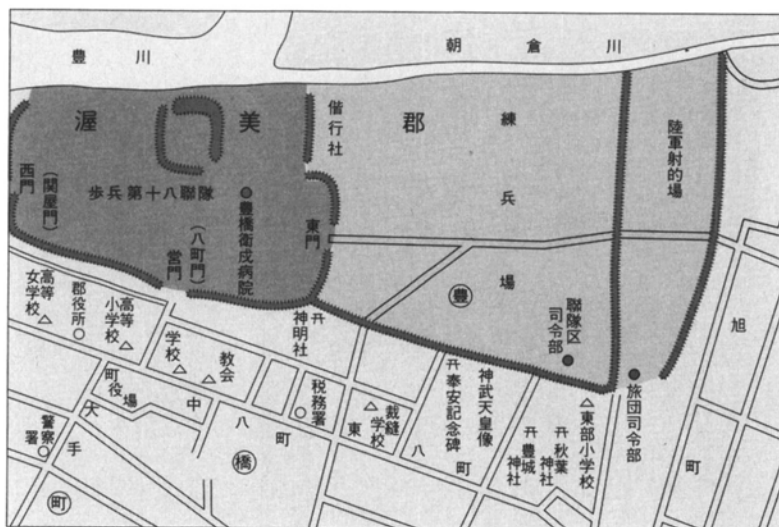 豊川
朝倉川
渥美郡
偕行社
練兵場
陸軍射的場
西門
（関屋門）
歩兵第十八聯隊
豊橋衛戍病院
東門
営門
（八町門）
豊
聯隊区
司令部
旅団司令部
旭町
高等
女学校
郡役所
高等
小学校
学校
教会
神明社
税務署
町役場
中八町
裁縫
学校
東八町
奉安記念碑
神武天皇像
豊城
神社
秋葉
神社
東部小学校
警察
署
大手
橋
町